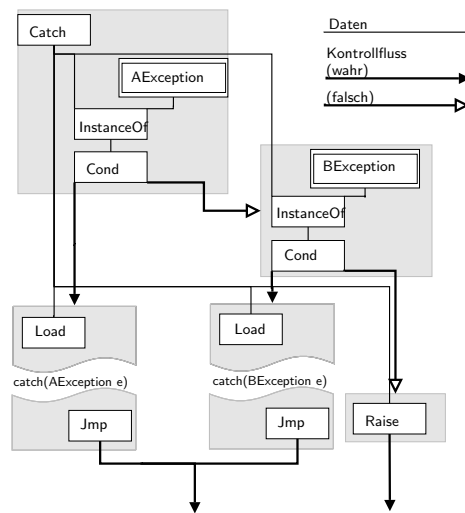 Catch
Daten
Kontrollfluss
(wahr)
(falsch)
AException
InstanceOf
Cond
BException
InstanceOf
Cond
Load
Load
catch(AException e)
catch(BException e)
Jmp
Jmp
Raise